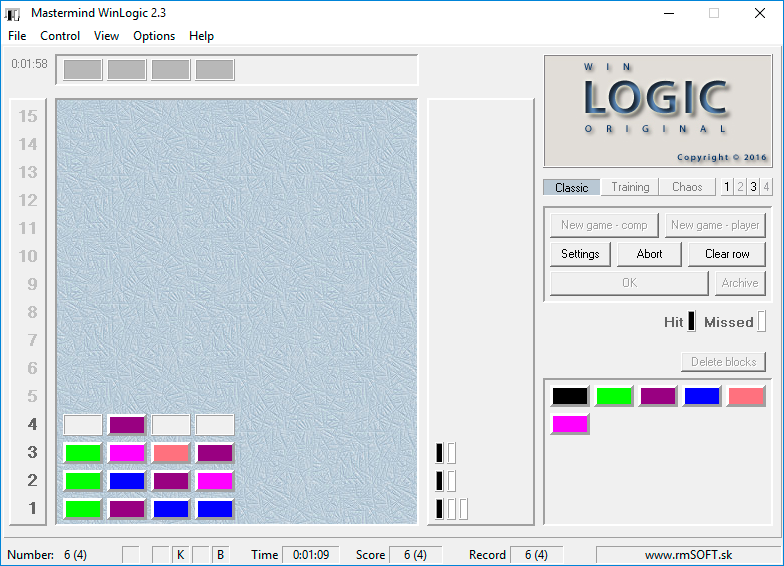 Mastermind WinLogic 2.3
File Control View Options Help
0:01:58
WIN
LOGIC
ORIGINAL
Copyright © 2016
15
14
13
12
11
10
9
8
7
6
5
4
3
2
1
Classic Training Chaos 1 2 3 4
New game - comp New game - player
Settings Abort Clear row
OK Archive
Hit Missed
Delete blocks
Number: 6 (4) K B Time 0:01:09 Score 6 (4) Record 6 (4) www.rmSOFT.sk